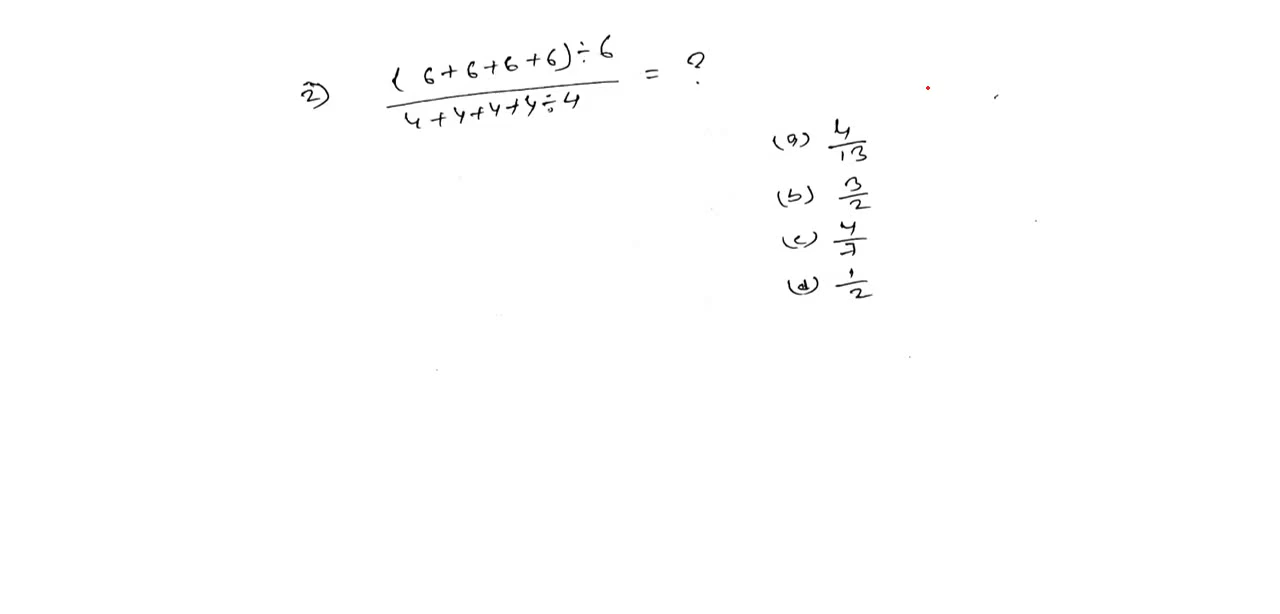 2) (6+6+6+6)÷6 / 4+4+4+4÷4 = ?
(a) 4/13
(b) 3/2
(c) 4/7
(d) 1/2